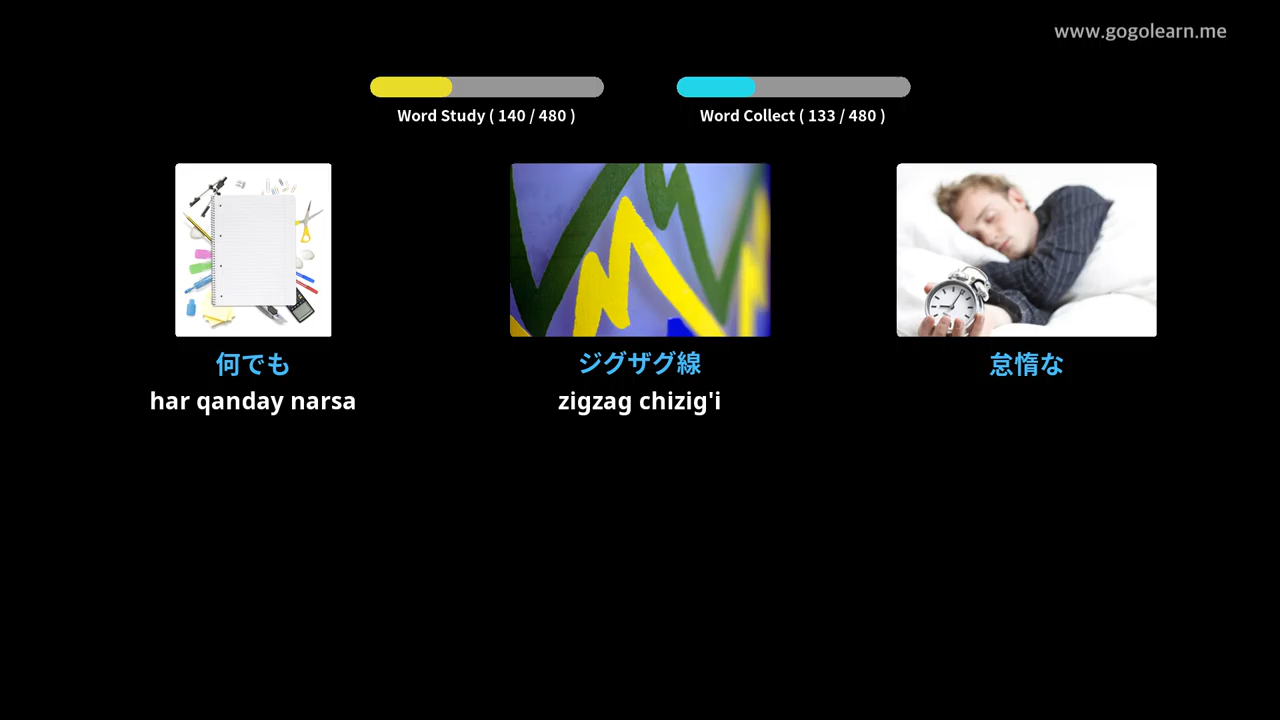 www.gogolearn.me
Word Study ( 140 / 480 )
Word Collect ( 133 / 480 )
何でも
har qanday narsa
ジグザグ線
zigzag chizig'i
怠惰な